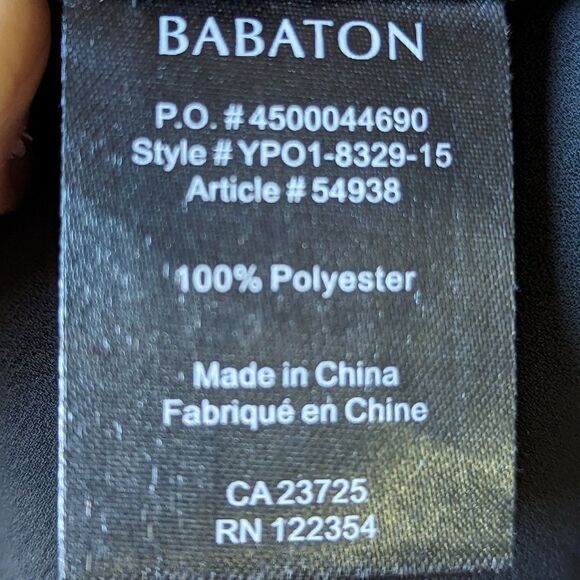 BABATON
P.O. # 4500044690
Style # YPO1-8329-15
Article # 54938
100% Polyester
Made in China
Fabriqué en Chine
CA 23725
RN 122354